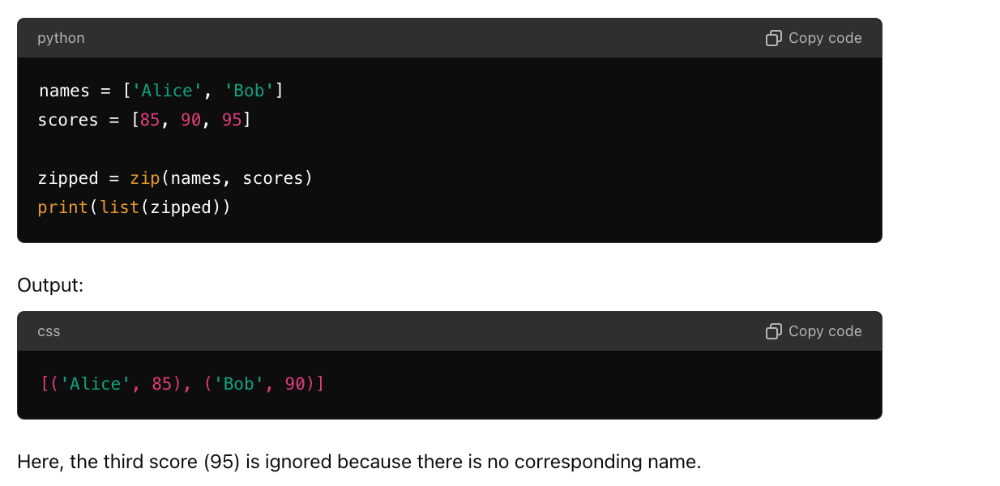 python
Copy code
names = ['Alice', 'Bob']
scores = [85, 90, 95]
zipped = zip(names, scores)
print(list(zipped))
Output:
css
Copy code
[('Alice', 85), ('Bob', 90)]
Here, the third score (95) is ignored because there is no corresponding name.